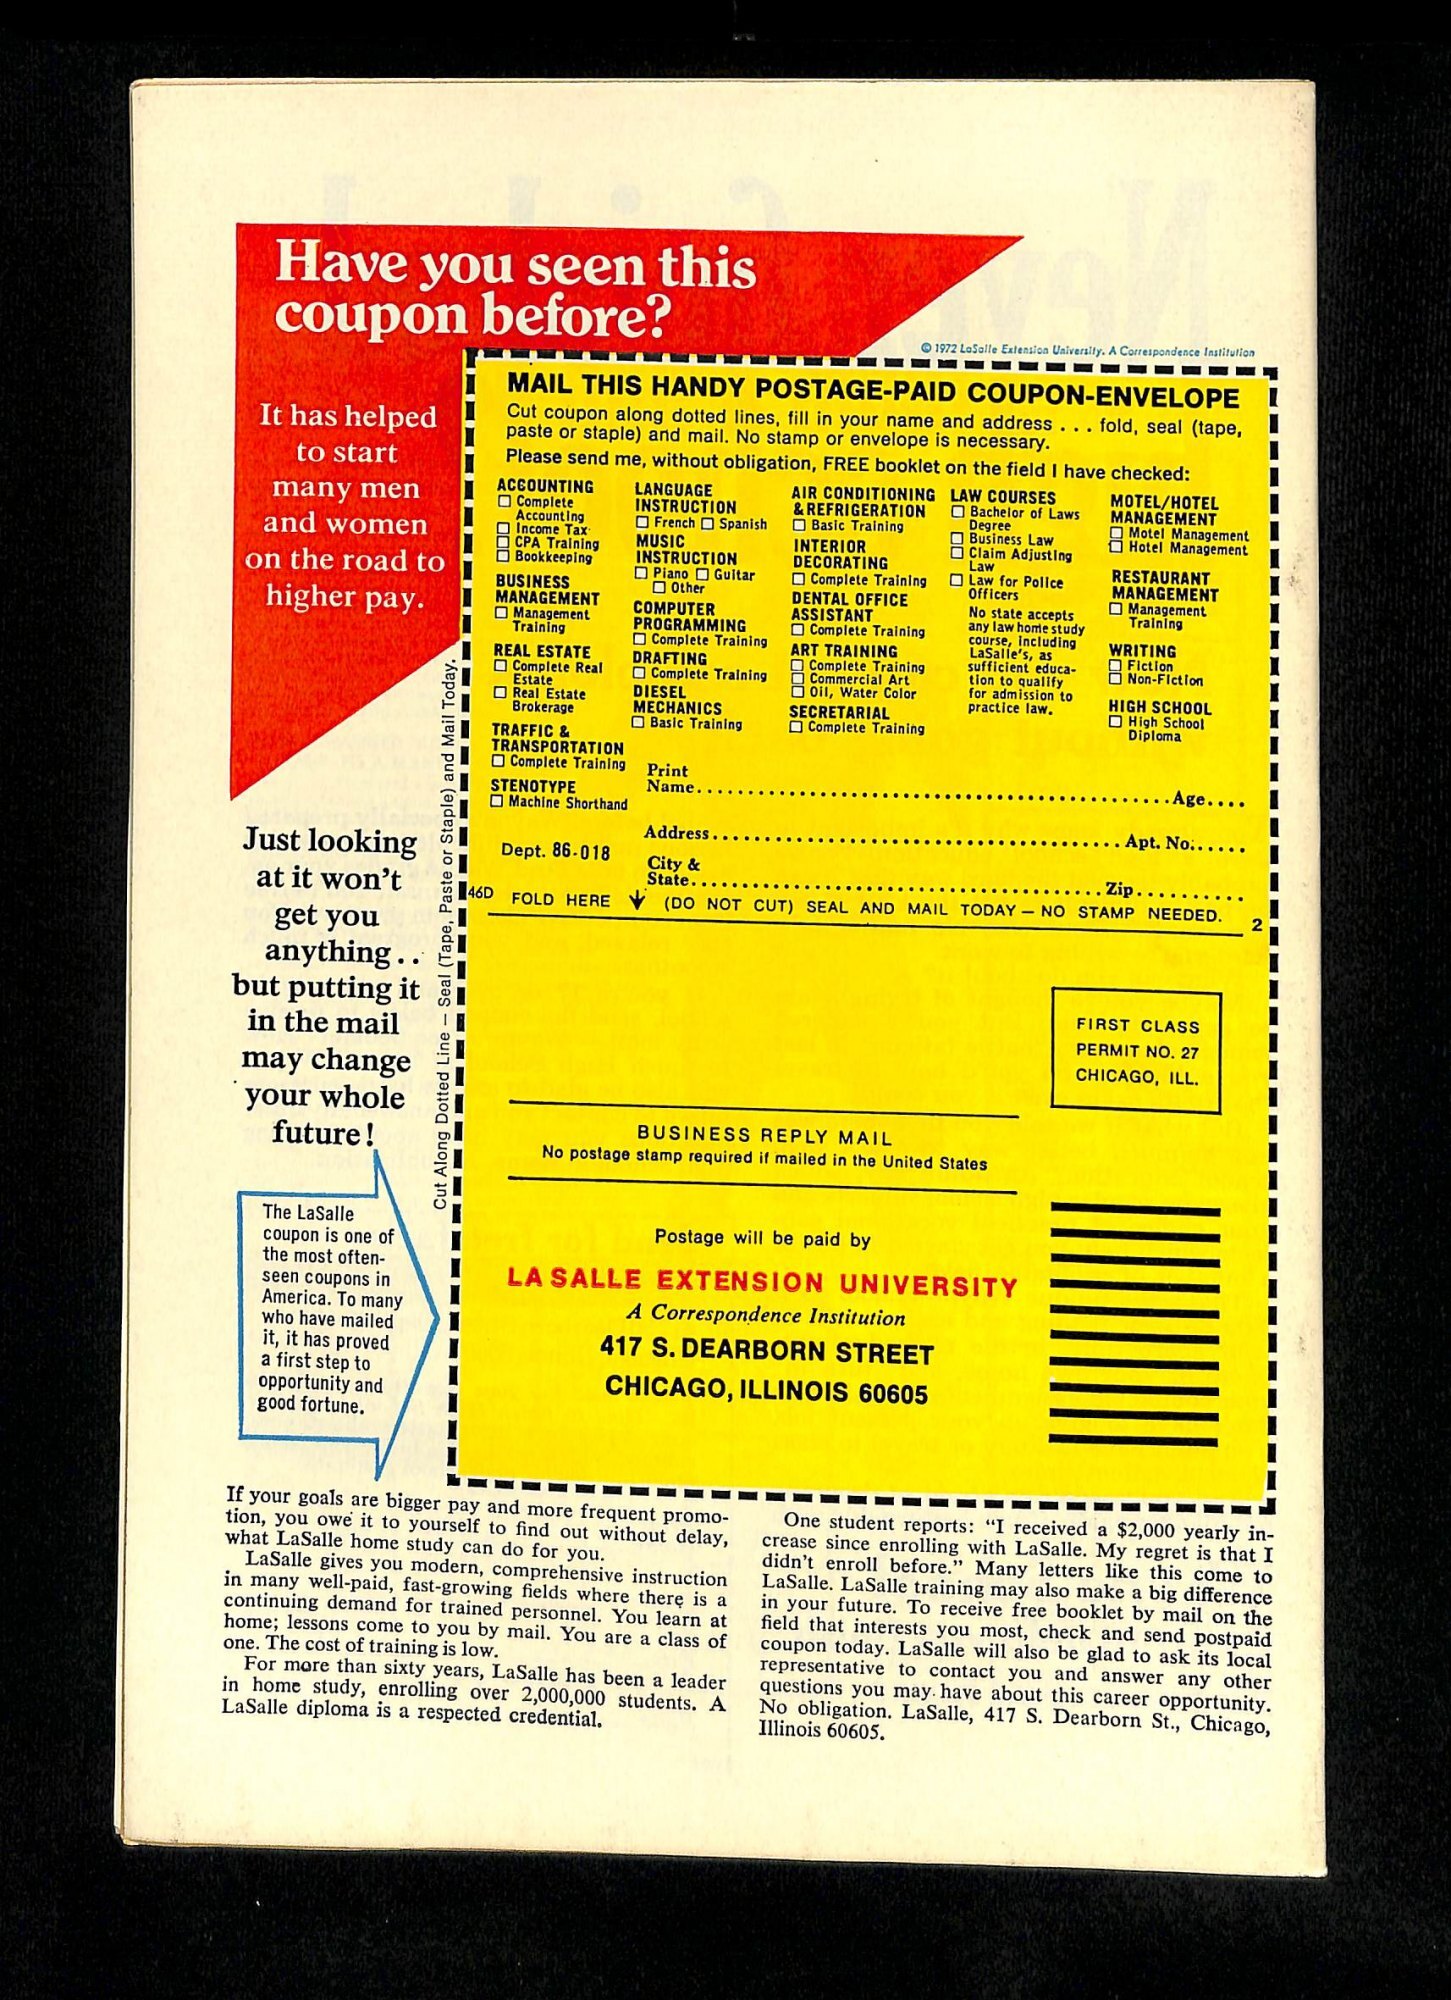 Have you seen this
coupon before?
It has helped
to start
many men
and women
on the road to
higher pay.
Just looking
at it won't
get you
anything..
but putting it
in the mail
may change
your whole
future!
The LaSalle
coupon is one of
the most often-
seen coupons in
America. To many
who have mailed
it, it has proved
a first step to
opportunity and
good fortune.
Cut Along Dotted Line – Seal (Tape, Paste or Staple) and Mail Today.
© 1972 LaSalle Extension University. A Correspondence Institution
MAIL THIS HANDY POSTAGE-PAID COUPON-ENVELOPE
Cut coupon along dotted lines, fill in your name and address . . . fold, seal (tape,
paste or staple) and mail. No stamp or envelope is necessary.
Please send me, without obligation, FREE booklet on the field I have checked:
ACCOUNTING
☐ Complete
Accounting
☐ Income Tax
☐ CPA Training
☐ Bookkeeping
BUSINESS
MANAGEMENT
☐ Management
Training
REAL ESTATE
☐ Complete Real
Estate
☐ Real Estate
Brokerage
TRAFFIC &
TRANSPORTATION
☐ Complete Training
STENOTYPE
☐ Machine Shorthand
LANGUAGE
INSTRUCTION
☐ French ☐ Spanish
MUSIC
INSTRUCTION
☐ Piano ☐ Guitar
☐ Other
COMPUTER
PROGRAMMING
☐ Complete Training
DRAFTING
☐ Complete Training
DIESEL
MECHANICS
☐ Basic Training
AIR CONDITIONING
& REFRIGERATION
☐ Basic Training
INTERIOR
DECORATING
☐ Complete Training
DENTAL OFFICE
ASSISTANT
☐ Complete Training
ART TRAINING
☐ Complete Training
☐ Commercial Art
☐ Oil, Water Color
SECRETARIAL
☐ Complete Training
LAW COURSES
☐ Bachelor of Laws
Degree
☐ Business Law
☐ Claim Adjusting
Law
☐ Law for Police
Officers
No state accepts
any law home study
course, including
LaSalle's, as
sufficient educa-
tion to qualify
for admission to
practice law.
MOTEL/HOTEL
MANAGEMENT
☐ Motel Management
☐ Hotel Management
RESTAURANT
MANAGEMENT
☐ Management
Training
WRITING
☐ Fiction
☐ Non-Fiction
HIGH SCHOOL
☐ High School
Diploma
Print
Name.............................................Age....
Address.......................................Apt. No:.....
Dept. 86-018
City &
State.......................................Zip..........
46D FOLD HERE ↓ (DO NOT CUT) SEAL AND MAIL TODAY – NO STAMP NEEDED. 2
FIRST CLASS
PERMIT NO. 27
CHICAGO, ILL.
BUSINESS REPLY MAIL
No postage stamp required if mailed in the United States
Postage will be paid by
LA SALLE EXTENSION UNIVERSITY
A Correspondence Institution
417 S. DEARBORN STREET
CHICAGO, ILLINOIS 60605
If your goals are bigger pay and more frequent promo-
tion, you owe it to yourself to find out without delay,
what LaSalle home study can do for you.
LaSalle gives you modern, comprehensive instruction
in many well-paid, fast-growing fields where there is a
continuing demand for trained personnel. You learn at
home; lessons come to you by mail. You are a class of
one. The cost of training is low.
For more than sixty years, LaSalle has been a leader
in home study, enrolling over 2,000,000 students. A
LaSalle diploma is a respected credential.
One student reports: “I received a $2,000 yearly in-
crease since enrolling with LaSalle. My regret is that I
didn't enroll before.” Many letters like this come to
LaSalle. LaSalle training may also make a big difference
in your future. To receive free booklet by mail on the
field that interests you most, check and send postpaid
coupon today. LaSalle will also be glad to ask its local
representative to contact you and answer any other
questions you may have about this career opportunity.
No obligation. LaSalle, 417 S. Dearborn St., Chicago,
Illinois 60605.